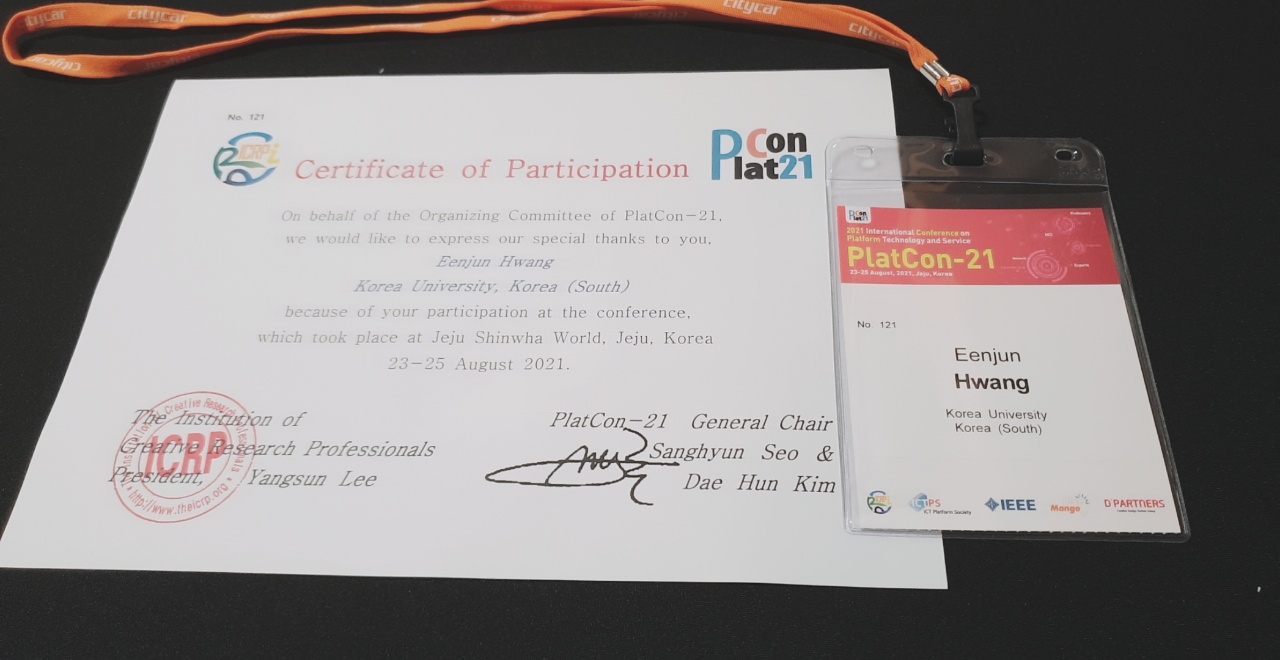 citycar
citycar
citycar
citycar
citycar
No. 121
ICRP
Certificate of Participation
PlatCon21
On behalf of the Organizing Committee of PlatCon-21,
we would like to express our special thanks to you,
Eenjun Hwang
Korea University, Korea (South)
because of your participation at the conference,
which took place at Jeju Shinwha World, Jeju, Korea
23-25 August 2021.
The Institution of
Creative Research Professionals
President, Yangsun Lee
ICRP
http://www.theicrp.org
PlatCon-21 General Chair
Sanghyun Seo &
Dae Hun Kim
PlatCon21
2021 International Conference on
Platform Technology and Service
PlatCon-21
23-25 August, 2021, Jeju, Korea
No. 121
Eenjun
Hwang
Korea University
Korea (South)
ICT Platform Society
IEEE
Mango
D'PARTNERS